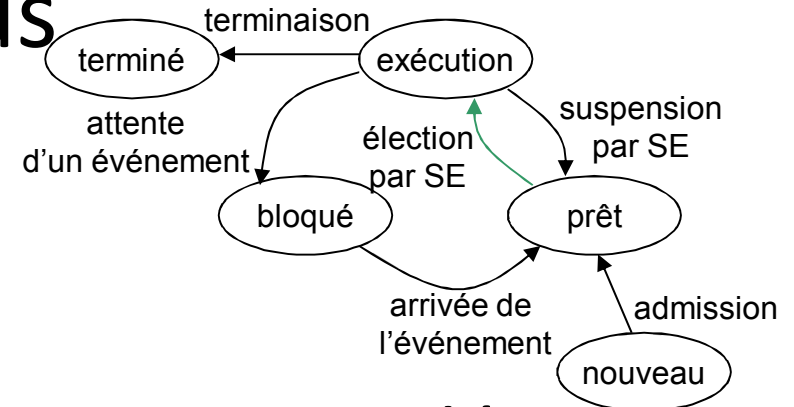 us
terminaison
terminé
exécution
attente
d'un événement
élection
par SE
suspension
par SE
bloqué
prêt
arrivée de
l'événement
admission
nouveau